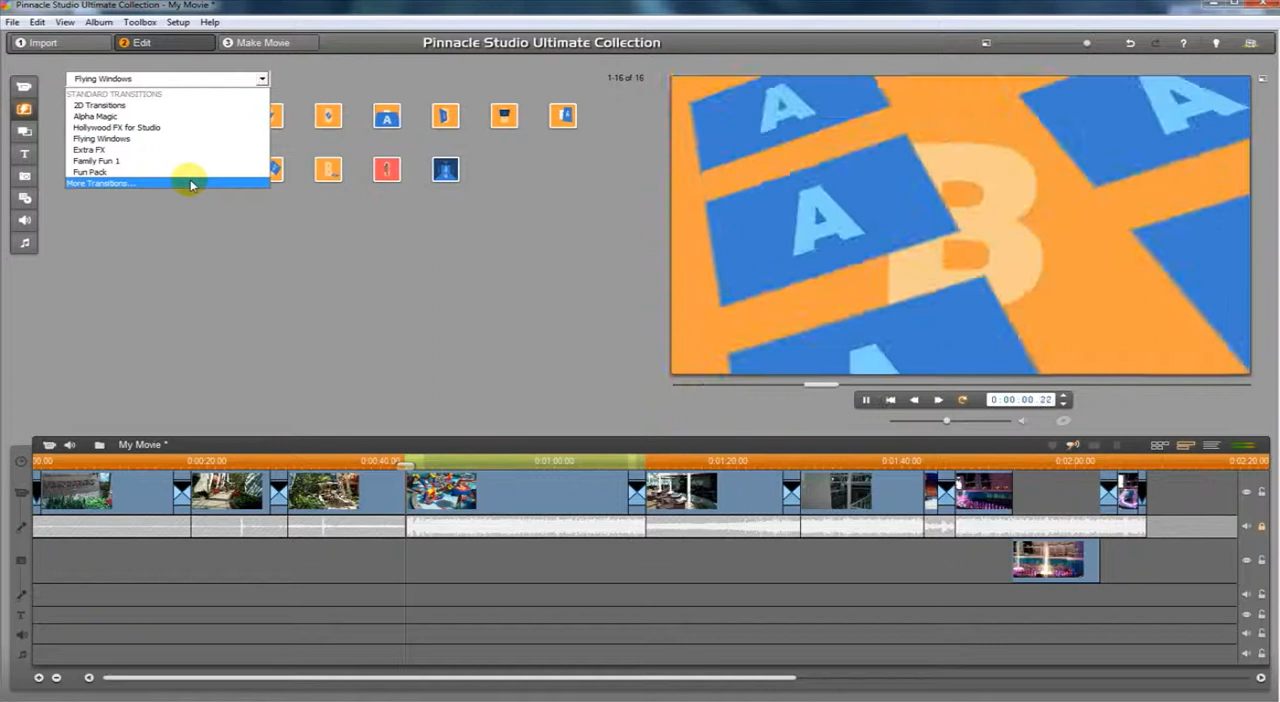 Pinnacle Studio Ultimate Collection - My Movie *
File Edit View Album Toolbox Setup Help
1 Import
2 Edit
3 Make Movie
Pinnacle Studio Ultimate Collection
?
Flying Windows
1-16 of 16
STANDARD TRANSITIONS
2D Transitions
Alpha Magic
Hollywood FX for Studio
Flying Windows
Extra FX
Family Fun 1
Fun Pack
More Transitions...
T
A
A
A
A
B
A
0:00:00.22
My Movie *
00.00 0:00:20.00 0:00:40.00 0:01:00.00 0:01:20.00 0:01:40.00 0:02:00.00 0:02:20.00
T